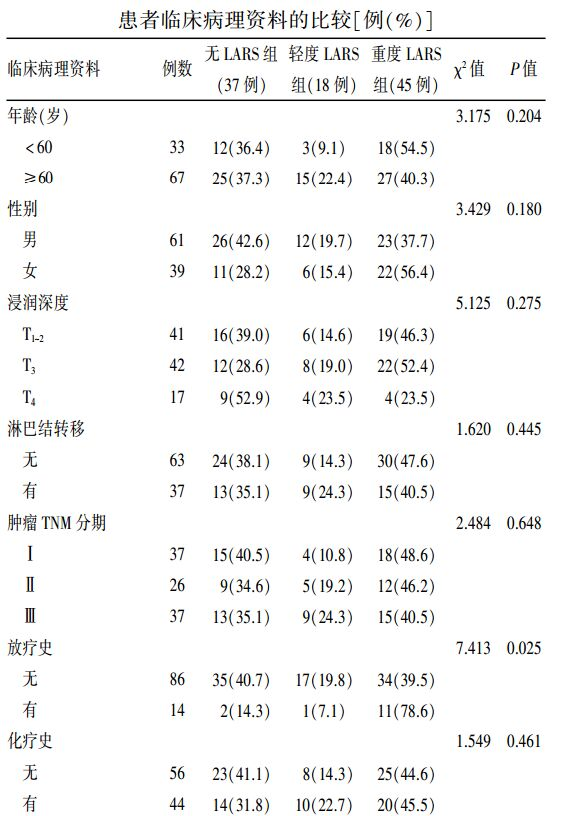 患者临床病理资料的比较[例(%)]
临床病理资料 例数 无 LARS 组(37 例) 轻度 LARS 组(18 例) 重度 LARS 组(45 例) χ²值 P 值
年龄(岁) 3.175 0.204
<60 33 12(36.4) 3(9.1) 18(54.5)
≥60 67 25(37.3) 15(22.4) 27(40.3)
性别 3.429 0.180
男 61 26(42.6) 12(19.7) 23(37.7)
女 39 11(28.2) 6(15.4) 22(56.4)
浸润深度 5.125 0.275
T₁₋₂ 41 16(39.0) 6(14.6) 19(46.3)
T₃ 42 12(28.6) 8(19.0) 22(52.4)
T₄ 17 9(52.9) 4(23.5) 4(23.5)
淋巴结转移 1.620 0.445
无 63 24(38.1) 9(14.3) 30(47.6)
有 37 13(35.1) 9(24.3) 15(40.5)
肿瘤 TNM 分期 2.484 0.648
Ⅰ 37 15(40.5) 4(10.8) 18(48.6)
Ⅱ 26 9(34.6) 5(19.2) 12(46.2)
Ⅲ 37 13(35.1) 9(24.3) 15(40.5)
放疗史 7.413 0.025
无 86 35(40.7) 17(19.8) 34(39.5)
有 14 2(14.3) 1(7.1) 11(78.6)
化疗史 1.549 0.461
无 56 23(41.1) 8(14.3) 25(44.6)
有 44 14(31.8) 10(22.7) 20(45.5)